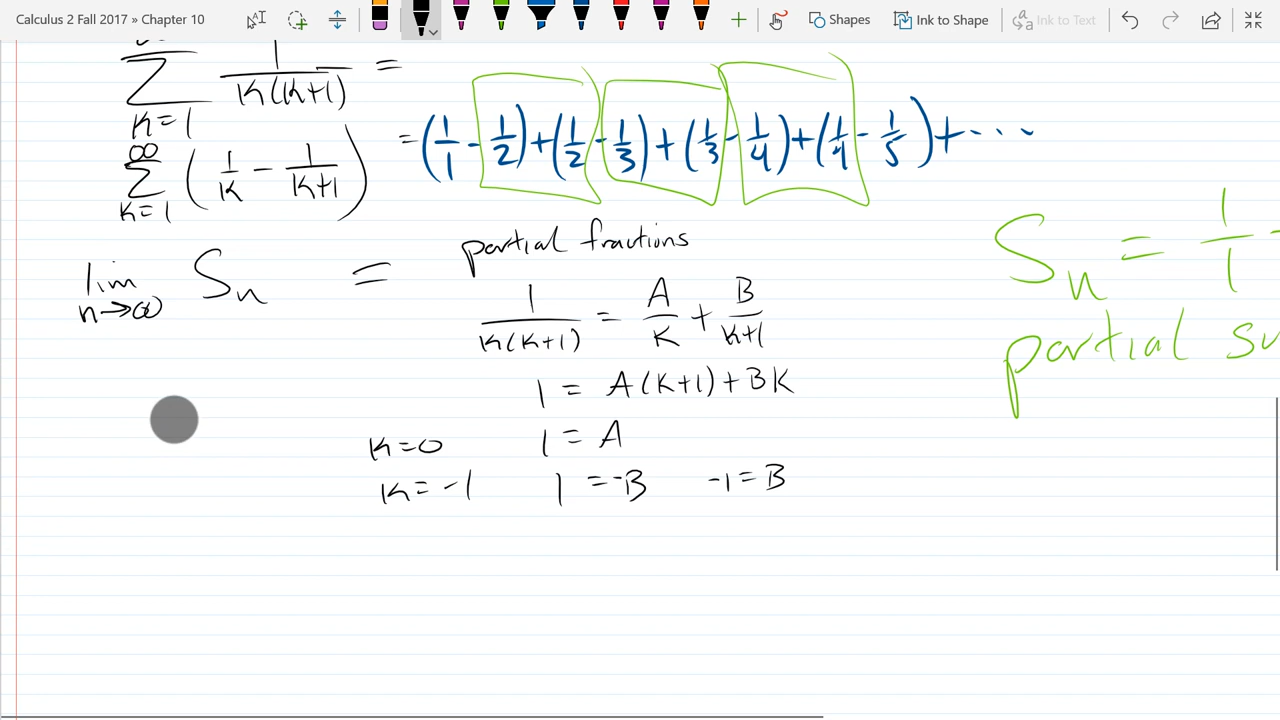 Calculus 2 Fall 2017 » Chapter 10
Shapes
Ink to Shape
Ink to Text
∞
∑ 1/(K(K+1)) =
K=1
= (1/1 - 1/2) + (1/2 - 1/3) + (1/3 - 1/4) + (1/4 - 1/5) + ...
∞
∑ (1/K - 1/(K+1))
K=1
lim Sn =
n→∞
partial fractions
1/(K(K+1)) = A/K + B/(K+1)
1 = A(K+1) + BK
K=0 1 = A
K=-1 1 = -B -1 = B
Sn = 1/1 -
partial su